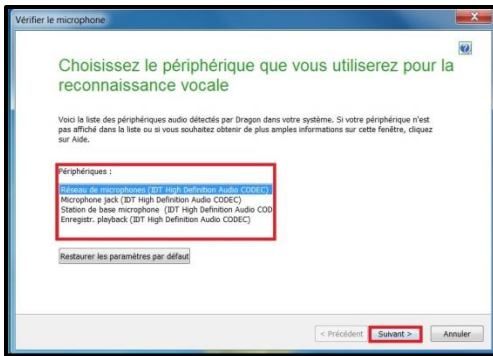 Vérifier le microphone
Choisissez le périphérique que vous utiliserez pour la
reconnaissance vocale
Voici la liste des périphériques audio détectés par Dragon dans votre système. Si votre périphérique n'est
pas affiché dans la liste ou si vous souhaitez obtenir de plus amples informations sur cette fenêtre, cliquez
sur Aide.
Périphériques :
Réseau de microphones (IDT High Definition Audio CODEC)
Microphone jack (IDT High Definition Audio CODEC)
Station de base microphone (IDT High Definition Audio COD
Enregistr. playback (IDT High Definition Audio CODEC)
Restaurer les paramètres par défaut
< Précédent Suivant > Annuler